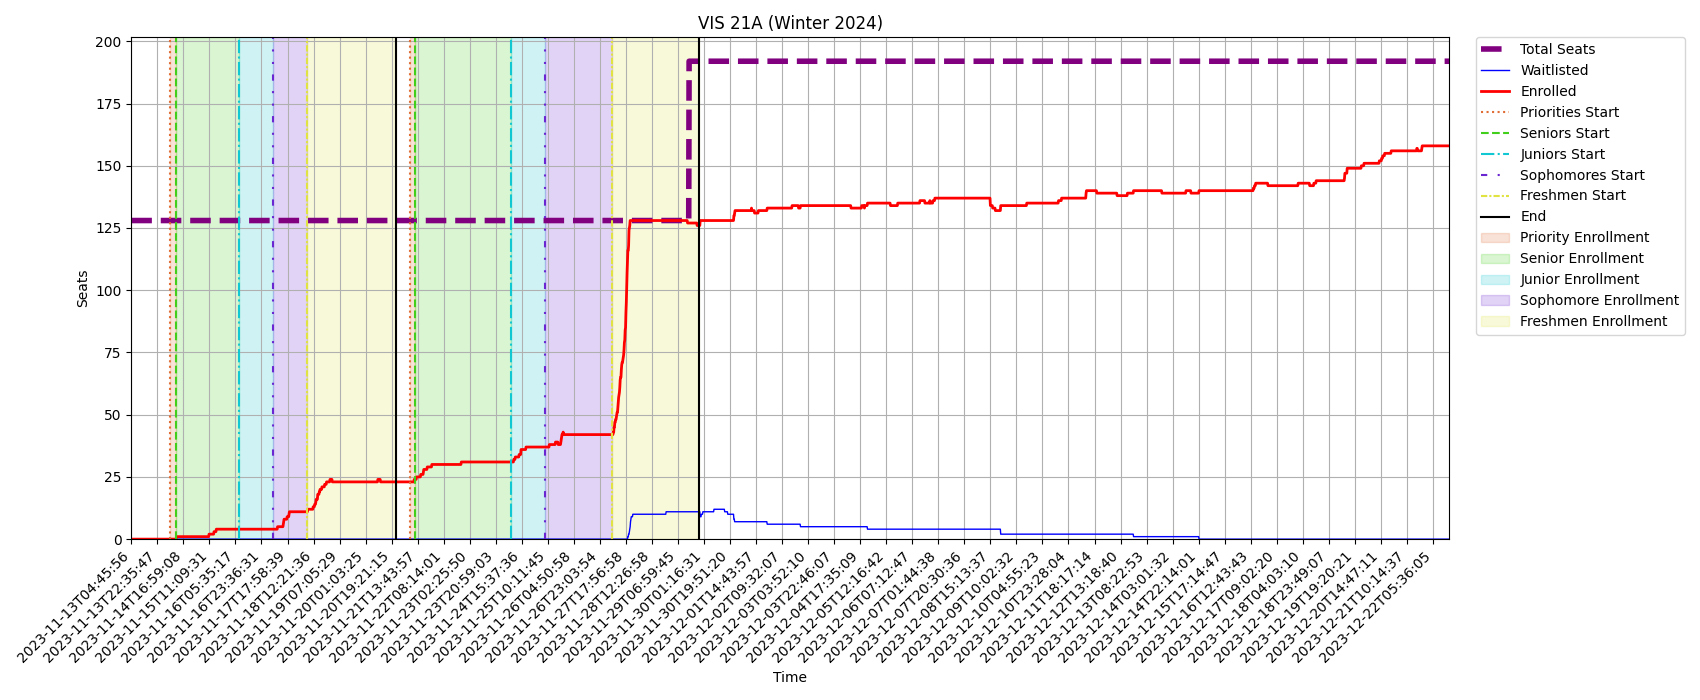 VIS 21A (Winter 2024)
200
175
150
125
100
75
50
25
0
Seats
2023-11-13T04:45:56
2023-11-13T22:35:47
2023-11-14T16:59:08
2023-11-15T11:09:31
2023-11-16T05:35:17
2023-11-16T23:36:31
2023-11-17T17:58:39
2023-11-18T12:21:36
2023-11-19T07:05:29
2023-11-20T01:03:25
2023-11-20T19:21:15
2023-11-21T13:43:57
2023-11-22T08:14:01
2023-11-23T02:25:50
2023-11-23T20:59:03
2023-11-24T15:37:36
2023-11-25T10:11:45
2023-11-26T04:50:58
2023-11-26T23:03:54
2023-11-27T17:56:58
2023-11-28T12:26:58
2023-11-29T06:59:45
2023-11-30T01:16:31
2023-11-30T19:51:20
2023-12-01T14:43:57
2023-12-02T09:32:07
2023-12-03T03:52:10
2023-12-03T22:46:07
2023-12-04T17:35:09
2023-12-05T12:16:42
2023-12-06T07:12:47
2023-12-07T01:44:38
2023-12-07T20:30:36
2023-12-08T15:13:37
2023-12-09T10:02:32
2023-12-10T04:55:23
2023-12-10T23:28:04
2023-12-11T18:17:14
2023-12-12T13:18:40
2023-12-13T08:22:53
2023-12-14T03:01:32
2023-12-14T22:14:01
2023-12-15T17:14:47
2023-12-16T12:43:43
2023-12-17T09:02:20
2023-12-18T04:03:10
2023-12-18T23:49:07
2023-12-19T19:20:21
2023-12-20T14:47:11
2023-12-21T10:14:37
2023-12-22T05:36:05
Time
Total Seats
Waitlisted
Enrolled
Priorities Start
Seniors Start
Juniors Start
Sophomores Start
Freshmen Start
End
Priority Enrollment
Senior Enrollment
Junior Enrollment
Sophomore Enrollment
Freshmen Enrollment